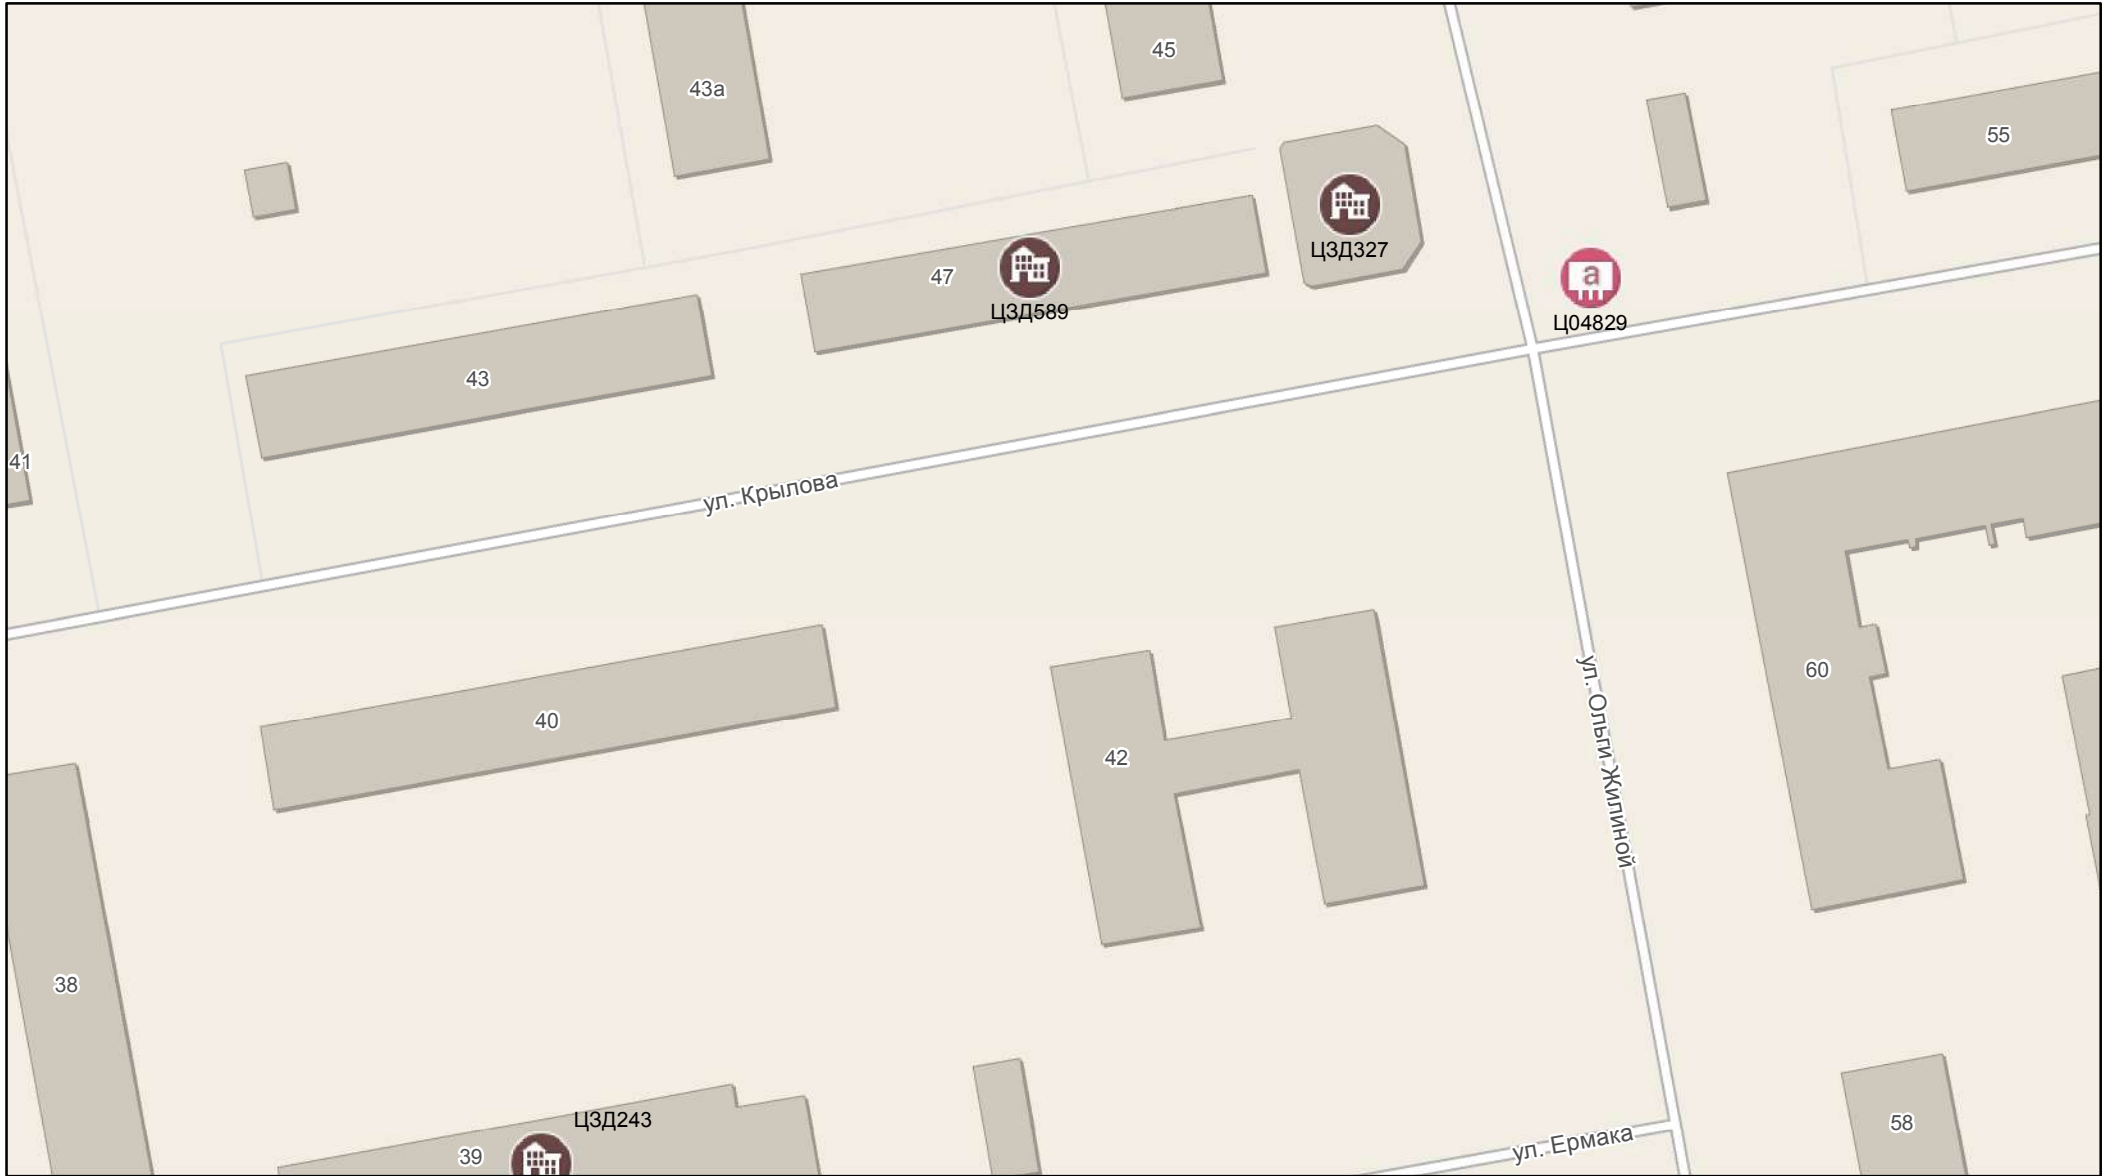 45
43а
55
47
ЦЗД327
ЦЗД589
а
Ц04829
43
41
ул. Крылова
60
ул. Ольги Жилиной
40
42
38
ЦЗД243
39
58
ул. Ермака